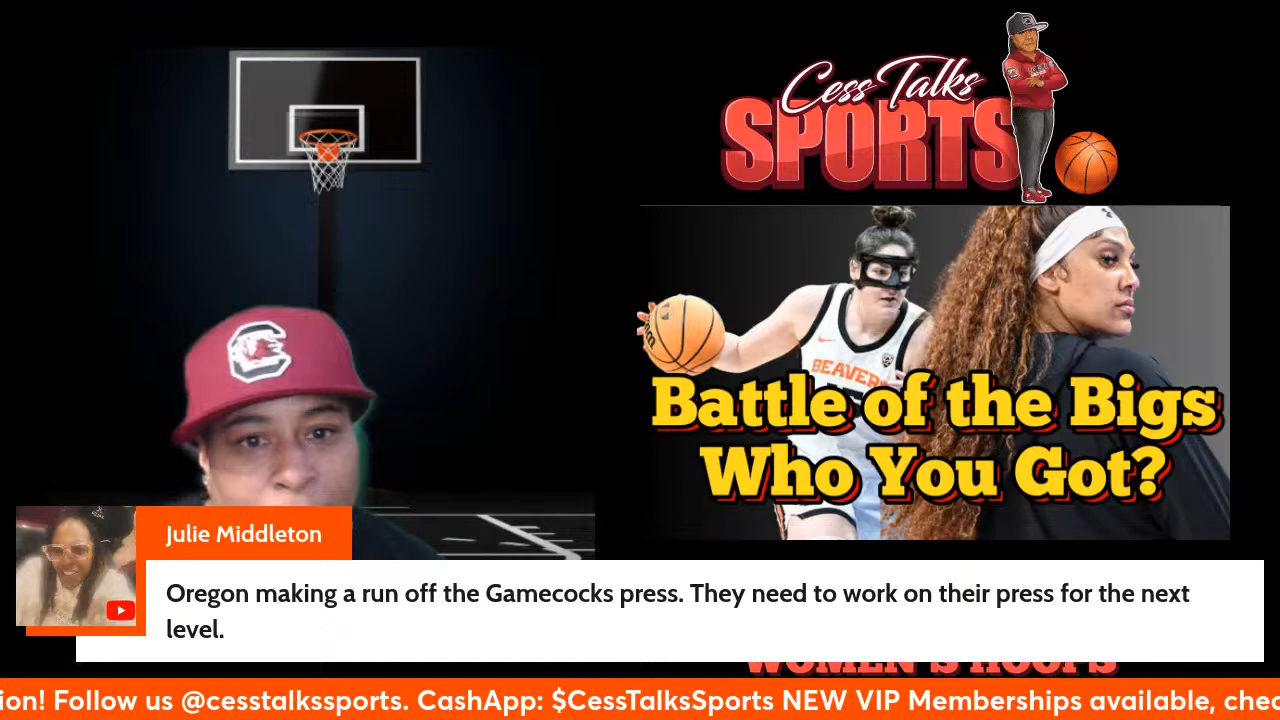 Cess Talks
SPORTS
BEAVERS
Battle of the Bigs
Who You Got?
Julie Middleton
Oregon making a run off the Gamecocks press. They need to work on their press for the next
level.
WOMEN'S HOOPS
ion! Follow us @cesstalkssports. CashApp: $CessTalksSports NEW VIP Memberships available, chec